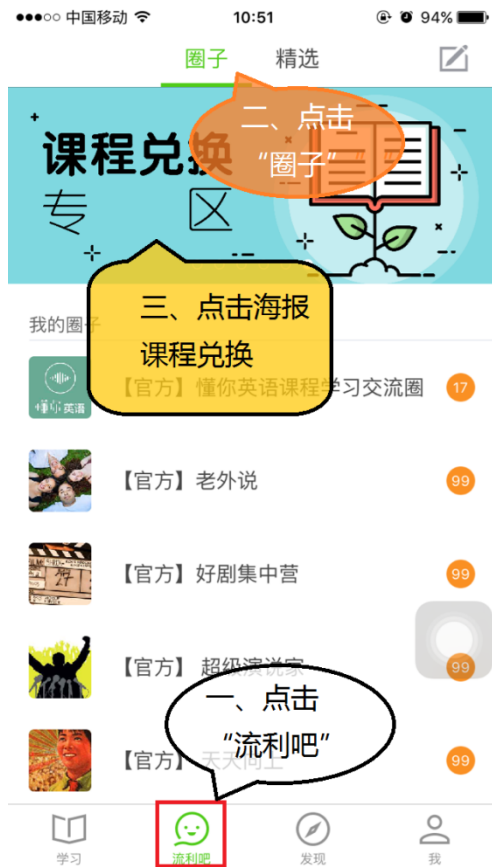 中国移动
10:51
94%
圈子
精选
二、点击
“圈子”
课程兑换
专 区
三、点击海报
课程兑换
我的圈子
懂你英语
【官方】懂你英语课程学习交流圈
17
【官方】老外说
99
【官方】好剧集中营
99
【官方】 超级演说家
99
一、点击
“流利吧”
【官方】 天天向上
99
学习
流利吧
发现
我